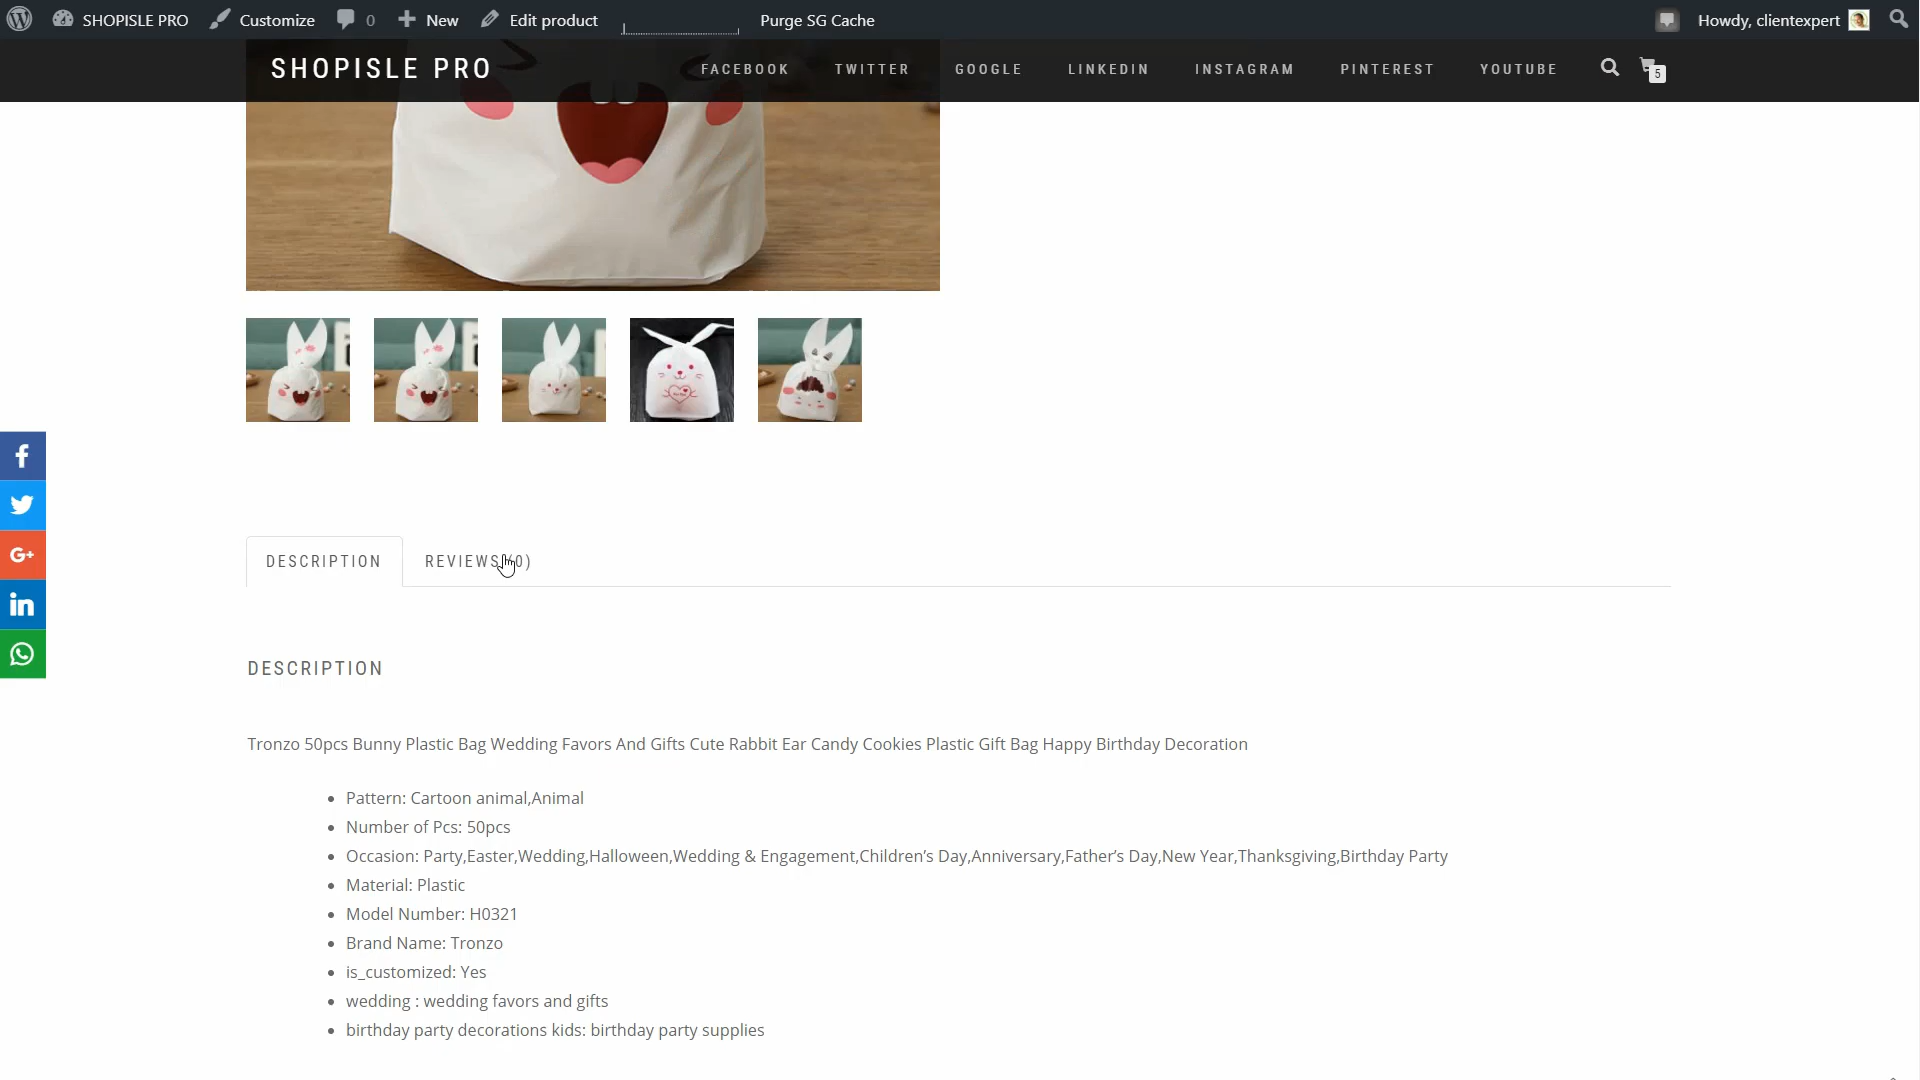 SHOPISLE PRO Customize 0 New Edit product Purge SG Cache Howdy, clientexpert
SHOPISLE PRO FACEBOOK TWITTER GOOGLE LINKEDIN INSTAGRAM PINTEREST YOUTUBE 5
DESCRIPTION REVIEWS (0)
DESCRIPTION
Tronzo 50pcs Bunny Plastic Bag Wedding Favors And Gifts Cute Rabbit Ear Candy Cookies Plastic Gift Bag Happy Birthday Decoration
• Pattern: Cartoon animal,Animal
• Number of Pcs: 50pcs
• Occasion: Party,Easter,Wedding,Halloween,Wedding & Engagement,Children's Day,Anniversary,Father's Day,New Year,Thanksgiving,Birthday Party
• Material: Plastic
• Model Number: H0321
• Brand Name: Tronzo
• is_customized: Yes
• wedding : wedding favors and gifts
• birthday party decorations kids: birthday party supplies